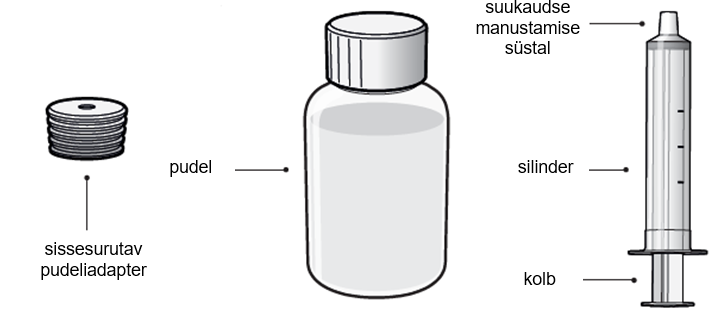 sissesurutav
pudeliadapter
pudel
suukaudse
manustamise
süstal
silinder
kolb